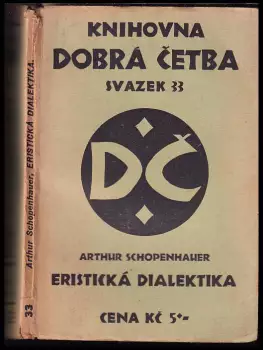 KNIHOVNA
DOBRÁ ČETBA
SVAZEK 33
DČ
ARTHUR SCHOPENHAUER
ERISTICKÁ DIALEKTIKA
CENA KČ 5·-
Arthur Schopenhauer, ERISTICKÁ DIALEKTIKA.
33